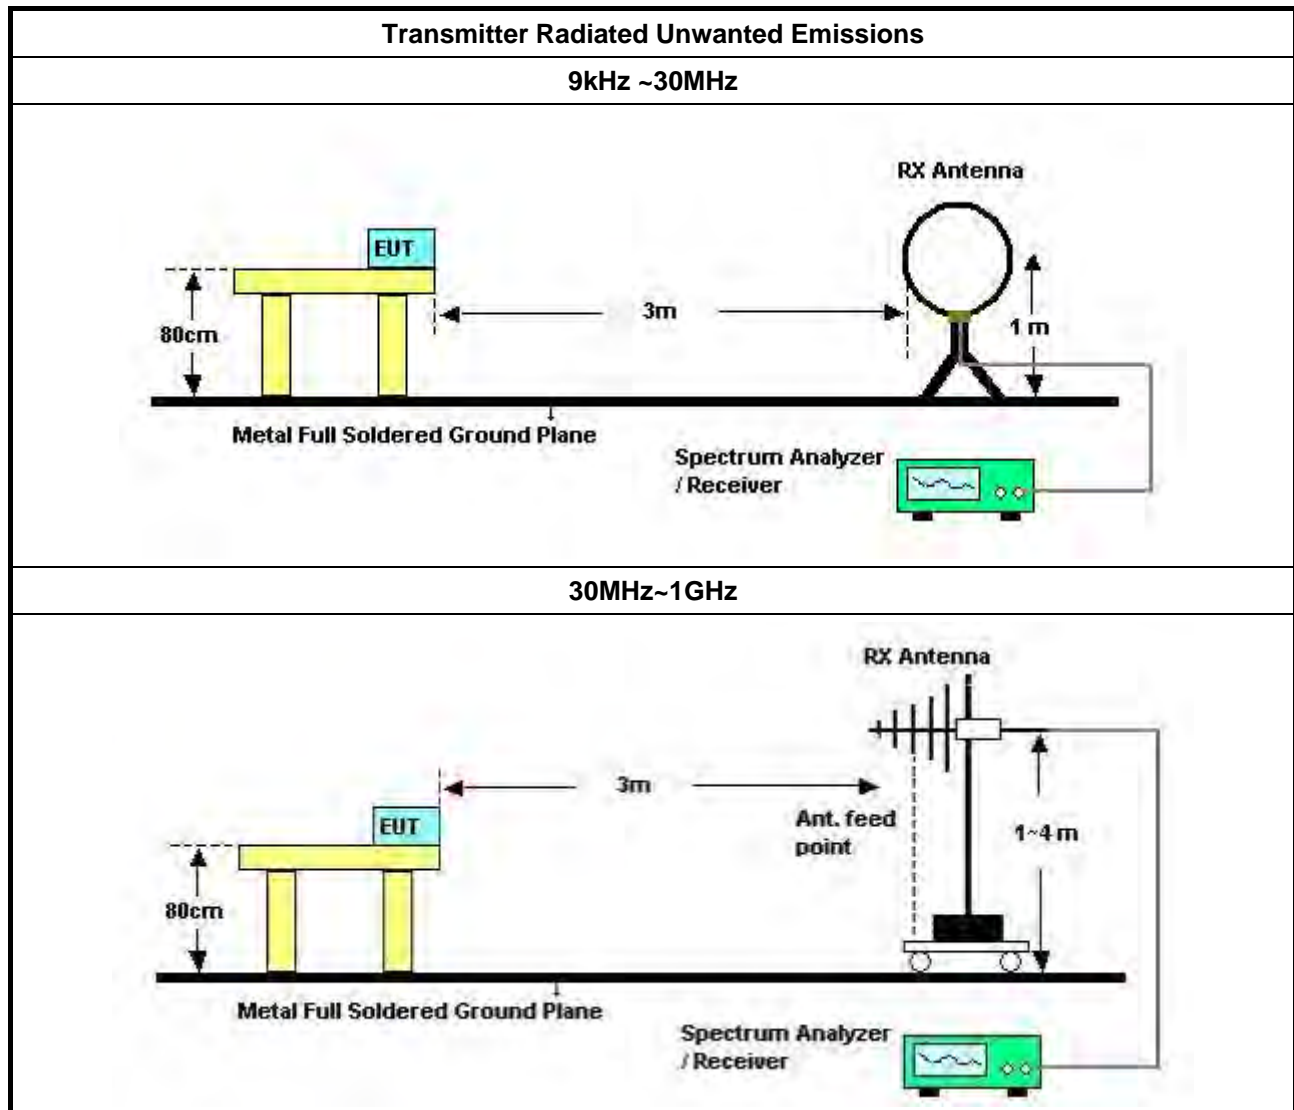 Transmitter Radiated Unwanted Emissions
9kHz ~30MHz
RX Antenna
EUT
80cm
3m
1 m
Metal Full Soldered Ground Plane
Spectrum Analyzer
/ Receiver
30MHz~1GHz
RX Antenna
EUT
3m
Ant. feed
point
1~4 m
80cm
Metal Full Soldered Ground Plane
Spectrum Analyzer
/ Receiver